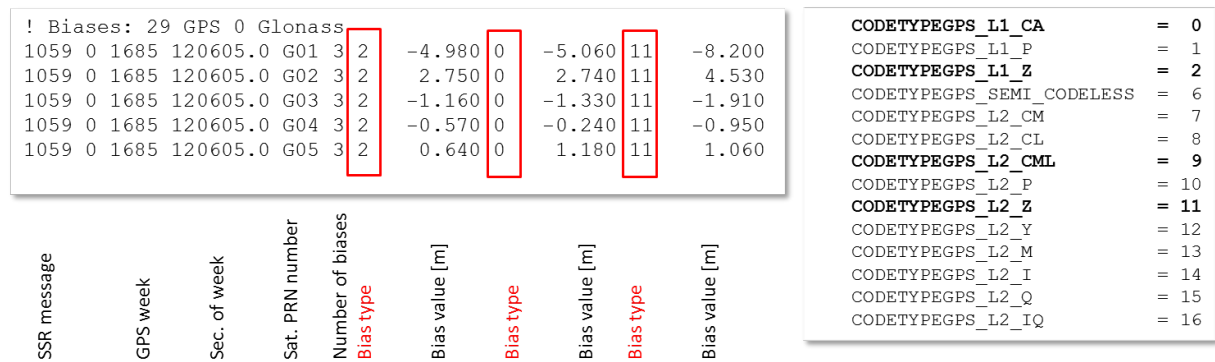 ! Biases: 29 GPS 0 Glonass
1059 0 1685 120605.0 G01 3 2 -4.980 0 -5.060 11 -8.200
1059 0 1685 120605.0 G02 3 2 2.750 0 2.740 11 4.530
1059 0 1685 120605.0 G03 3 2 -1.160 0 -1.330 11 -1.910
1059 0 1685 120605.0 G04 3 2 -0.570 0 -0.240 11 -0.950
1059 0 1685 120605.0 G05 3 2 0.640 0 1.180 11 1.060
SSR message
GPS week
Sec. of week
Sat. PRN number
Number of biases
Bias type
Bias value [m]
Bias type
Bias value [m]
Bias type
Bias value [m]
CODETYPEGPS_L1_CA = 0
CODETYPEGPS_L1_P = 1
CODETYPEGPS_L1_Z = 2
CODETYPEGPS_SEMI_CODELESS = 6
CODETYPEGPS_L2_CM = 7
CODETYPEGPS_L2_CL = 8
CODETYPEGPS_L2_CML = 9
CODETYPEGPS_L2_P = 10
CODETYPEGPS_L2_Z = 11
CODETYPEGPS_L2_Y = 12
CODETYPEGPS_L2_M = 13
CODETYPEGPS_L2_I = 14
CODETYPEGPS_L2_Q = 15
CODETYPEGPS_L2_IQ = 16